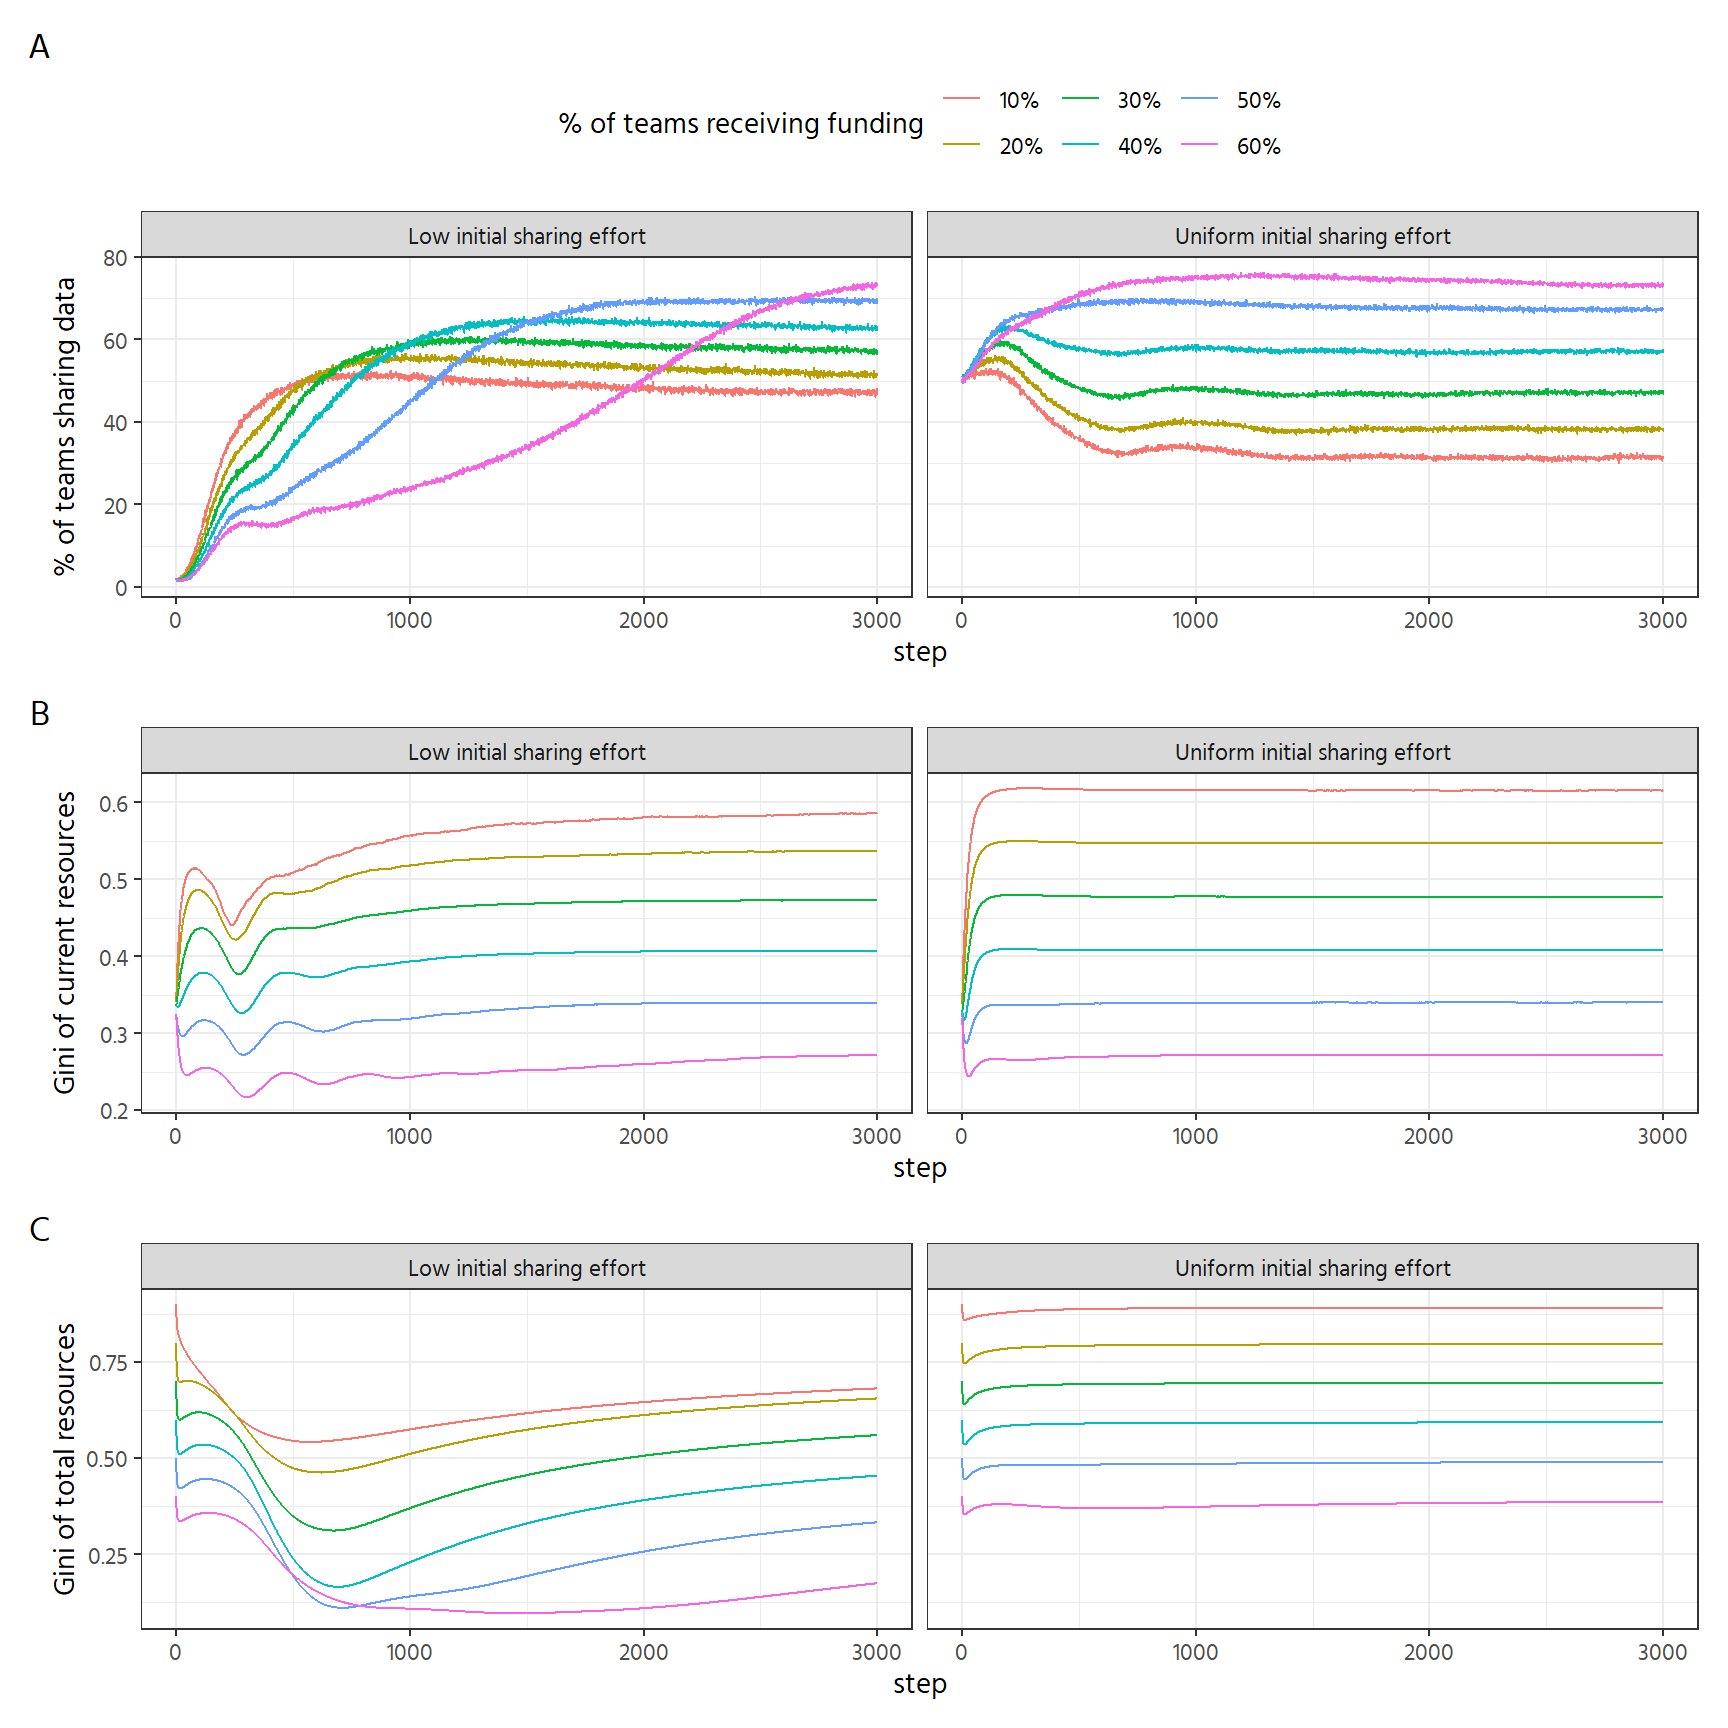 A
% of teams receiving funding
10% 30% 50%
20% 40% 60%
Low initial sharing effort Uniform initial sharing effort
% of teams sharing data
80
60
40
20
0
0 1000 2000 3000 0 1000 2000 3000
step
B
Low initial sharing effort Uniform initial sharing effort
Gini of current resources
0.6
0.5
0.4
0.3
0.2
0 1000 2000 3000 0 1000 2000 3000
step
C
Low initial sharing effort Uniform initial sharing effort
Gini of total resources
0.75
0.50
0.25
0 1000 2000 3000 0 1000 2000 3000
step